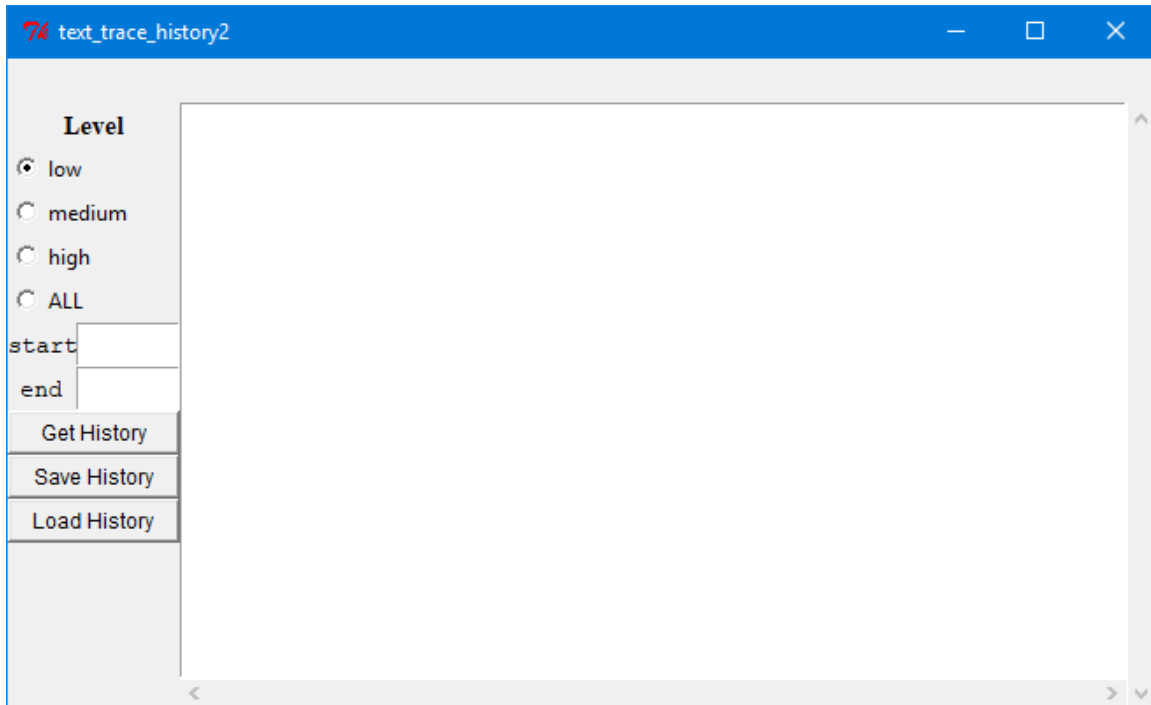 text_trace_history2
Level
low
medium
high
ALL
start
end
Get History
Save History
Load History